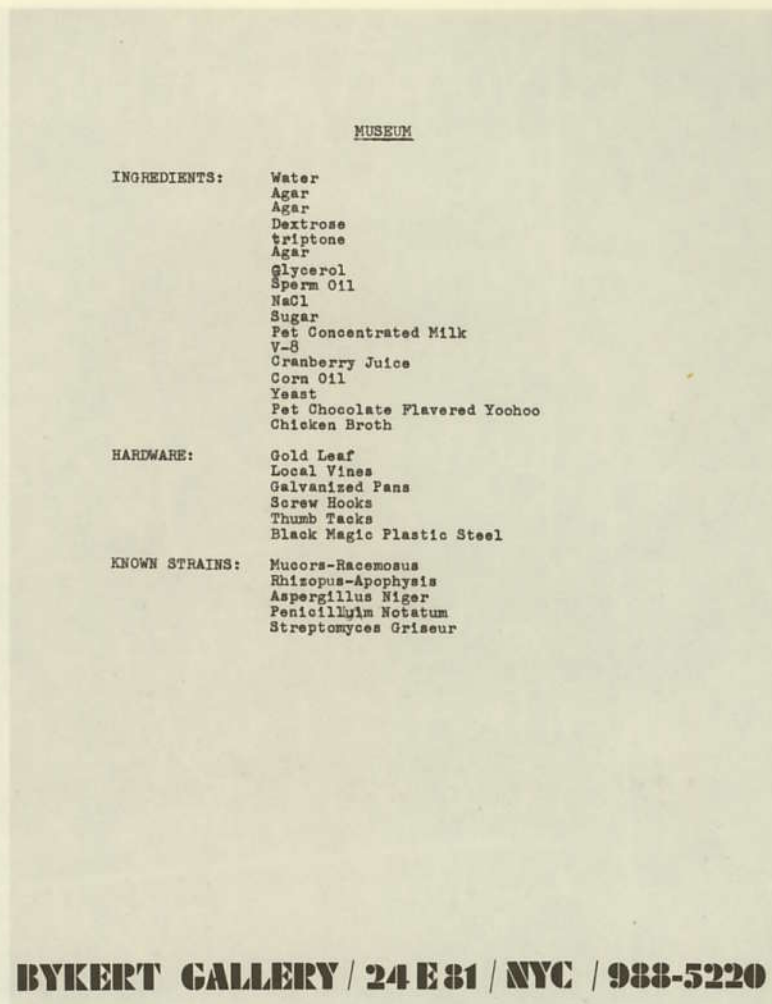 MUSEUM
INGREDIENTS: Water
Agar
Agar
Dextrose
triptone
Agar
glycerol
Sperm Oil
NaCl
Sugar
Pet Concentrated Milk
V-8
Cranberry Juice
Corn Oil
Yeast
Pet Chocolate Flavered Yoohoo
Chicken Broth
HARDWARE: Gold Leaf
Local Vines
Galvanized Pans
Screw Hooks
Thumb Tacks
Black Magic Plastic Steel
KNOWN STRAINS: Mucors-Racemosus
Rhizopus-Apophysis
Aspergillus Niger
Notatum
Streptomyces Griseur
BYKERT GALLERY / 24 E 81 / NYC / 988-5220